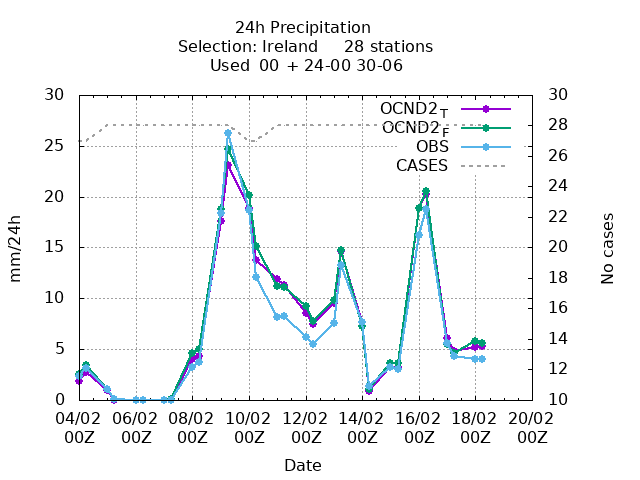 24h Precipitation
Selection: Ireland 28 stations
Used 00 + 24-00 30-06
30
25
20
15
10
5
0
mm/24h
30
28
26
24
22
20
18
16
14
12
10
No cases
OCND2_T
OCND2_F
OBS
CASES
04/02 06/02 08/02 10/02 12/02 14/02 16/02 18/02 20/02
00Z 00Z 00Z 00Z 00Z 00Z 00Z 00Z 00Z
Date